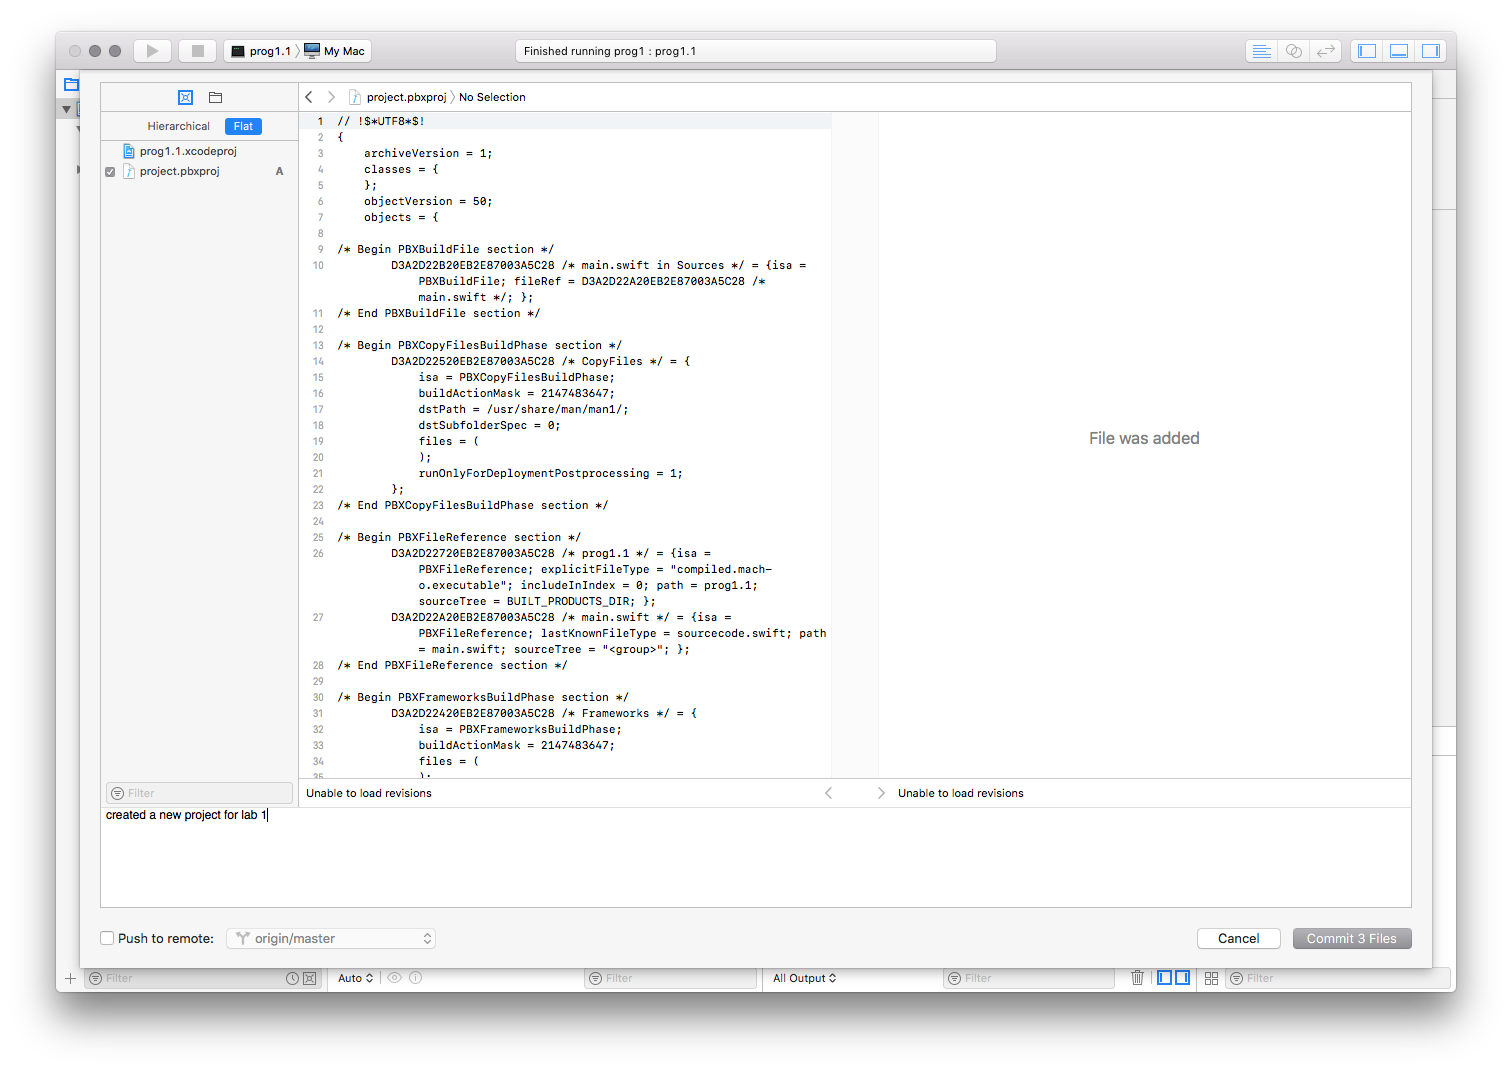 prog1.1 My Mac
Finished running prog1 : prog1.1
project.pbxproj No Selection
Hierarchical Flat
prog1.1.xcodeproj
project.pbxproj A
1 // !$*UTF8*$!
2 {
3 archiveVersion = 1;
4 classes = {
5 };
6 objectVersion = 50;
7 objects = {
8
9 /* Begin PBXBuildFile section */
10 D3A2D22B20EB2E87003A5C28 /* main.swift in Sources */ = {isa =
PBXBuildFile; fileRef = D3A2D22A20EB2E87003A5C28 /*
main.swift */; };
11 /* End PBXBuildFile section */
12
13 /* Begin PBXCopyFilesBuildPhase section */
14 D3A2D22520EB2E87003A5C28 /* CopyFiles */ = {
15 isa = PBXCopyFilesBuildPhase;
16 buildActionMask = 2147483647;
17 dstPath = /usr/share/man/man1/;
18 dstSubfolderSpec = 0;
19 files = (
20 );
21 runOnlyForDeploymentPostprocessing = 1;
22 };
23 /* End PBXCopyFilesBuildPhase section */
24
25 /* Begin PBXFileReference section */
26 D3A2D22720EB2E87003A5C28 /* prog1.1 */ = {isa =
PBXFileReference; explicitFileType = "compiled.mach-
o.executable"; includeInIndex = 0; path = prog1.1;
sourceTree = BUILT_PRODUCTS_DIR; };
27 D3A2D22A20EB2E87003A5C28 /* main.swift */ = {isa =
PBXFileReference; lastKnownFileType = sourcecode.swift; path
= main.swift; sourceTree = "<group>"; };
28 /* End PBXFileReference section */
29
30 /* Begin PBXFrameworksBuildPhase section */
31 D3A2D22420EB2E87003A5C28 /* Frameworks */ = {
32 isa = PBXFrameworksBuildPhase;
33 buildActionMask = 2147483647;
34 files = (
35 );
File was added
Filter
Unable to load revisions
Unable to load revisions
created a new project for lab 1
Push to remote: origin/master
Cancel Commit 3 Files
Filter Auto Filter All Output Filter Filter